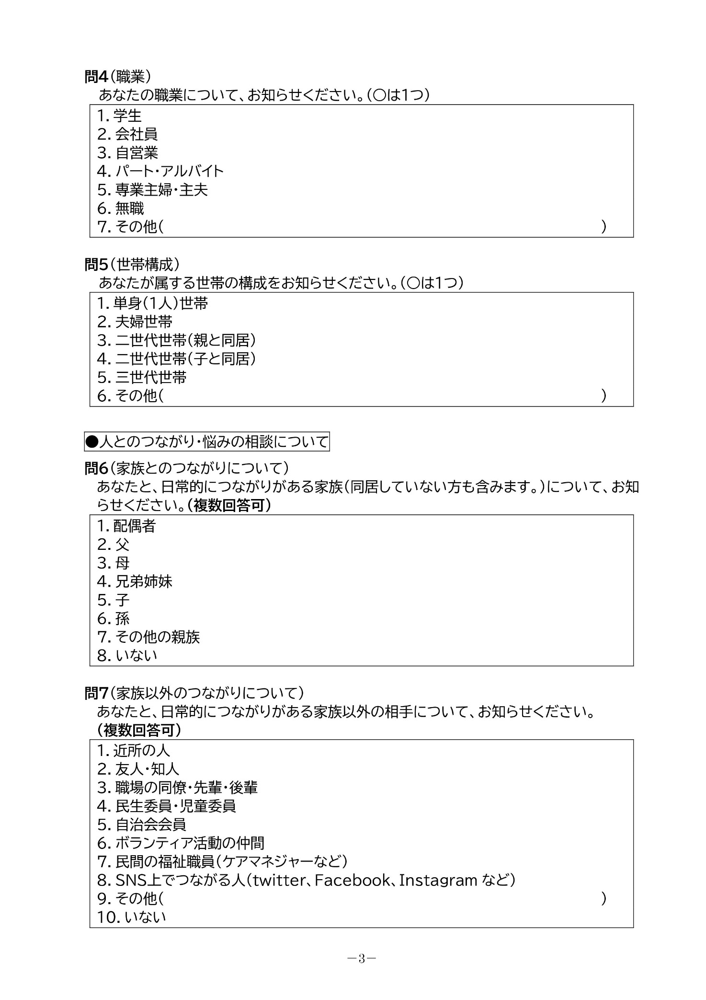 問4（職業）
あなたの職業について、お知らせください。（〇は1つ）
1. 学生
2. 会社員
3. 自営業
4. パート・アルバイト
5. 専業主婦・主夫
6. 無職
7. その他( )
問5（世帯構成）
あなたが属する世帯の構成をお知らせください。（〇は1つ）
1. 単身（1人）世帯
2. 夫婦世帯
3. 二世代世帯（親と同居）
4. 二世代世帯（子と同居）
5. 三世代世帯
6. その他( )
●人とのつながり・悩みの相談について
問6（家族とのつながりについて）
あなたと、日常的につながりがある家族（同居していない方も含みます。）について、お知
らせください。（複数回答可）
1. 配偶者
2. 父
3. 母
4. 兄弟姉妹
5. 子
6. 孫
7. その他の親族
8. いない
問7（家族以外のつながりについて）
あなたと、日常的につながりがある家族以外の相手について、お知らせください。
（複数回答可）
1. 近所の人
2. 友人・知人
3. 職場の同僚・先輩・後輩
4. 民生委員・児童委員
5. 自治会会員
6. ボランティア活動の仲間
7. 民間の福祉職員（ケアマネジャーなど）
8. SNS上でつながる人（twitter、Facebook、Instagram など）
9. その他( )
10. いない
－3－